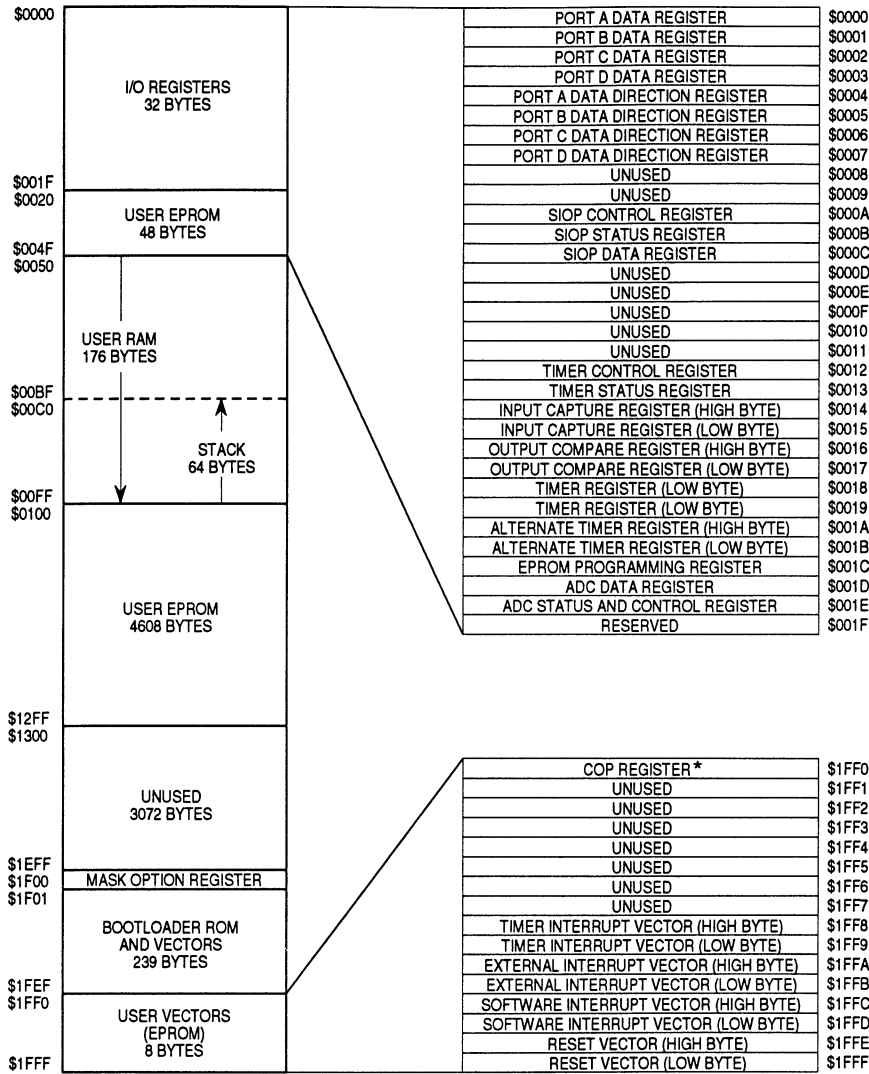 $0000
I/O REGISTERS
32 BYTES
$001F
$0020
USER EPROM
48 BYTES
$004F
$0050
USER RAM
176 BYTES
$00BF
$00C0
STACK
64 BYTES
$00FF
$0100
USER EPROM
4608 BYTES
$12FF
$1300
UNUSED
3072 BYTES
$1EFF
$1F00
MASK OPTION REGISTER
$1F01
BOOTLOADER ROM
AND VECTORS
239 BYTES
$1FEF
$1FF0
USER VECTORS
(EPROM)
8 BYTES
$1FFF
PORT A DATA REGISTER $0000
PORT B DATA REGISTER $0001
PORT C DATA REGISTER $0002
PORT D DATA REGISTER $0003
PORT A DATA DIRECTION REGISTER $0004
PORT B DATA DIRECTION REGISTER $0005
PORT C DATA DIRECTION REGISTER $0006
PORT D DATA DIRECTION REGISTER $0007
UNUSED $0008
UNUSED $0009
SIOP CONTROL REGISTER $000A
SIOP STATUS REGISTER $000B
SIOP DATA REGISTER $000C
UNUSED $000D
UNUSED $000E
UNUSED $000F
UNUSED $0010
UNUSED $0011
TIMER CONTROL REGISTER $0012
TIMER STATUS REGISTER $0013
INPUT CAPTURE REGISTER (HIGH BYTE) $0014
INPUT CAPTURE REGISTER (LOW BYTE) $0015
OUTPUT COMPARE REGISTER (HIGH BYTE) $0016
OUTPUT COMPARE REGISTER (LOW BYTE) $0017
TIMER REGISTER (LOW BYTE) $0018
TIMER REGISTER (LOW BYTE) $0019
ALTERNATE TIMER REGISTER (HIGH BYTE) $001A
ALTERNATE TIMER REGISTER (LOW BYTE) $001B
EPROM PROGRAMMING REGISTER $001C
ADC DATA REGISTER $001D
ADC STATUS AND CONTROL REGISTER $001E
RESERVED $001F
COP REGISTER* $1FF0
UNUSED $1FF1
UNUSED $1FF2
UNUSED $1FF3
UNUSED $1FF4
UNUSED $1FF5
UNUSED $1FF6
UNUSED $1FF7
TIMER INTERRUPT VECTOR (HIGH BYTE) $1FF8
TIMER INTERRUPT VECTOR (LOW BYTE) $1FF9
EXTERNAL INTERRUPT VECTOR (HIGH BYTE) $1FFA
EXTERNAL INTERRUPT VECTOR (LOW BYTE) $1FFB
SOFTWARE INTERRUPT VECTOR (HIGH BYTE) $1FFC
SOFTWARE INTERRUPT VECTOR (LOW BYTE) $1FFD
RESET VECTOR (HIGH BYTE) $1FFE
RESET VECTOR (LOW BYTE) $1FFF